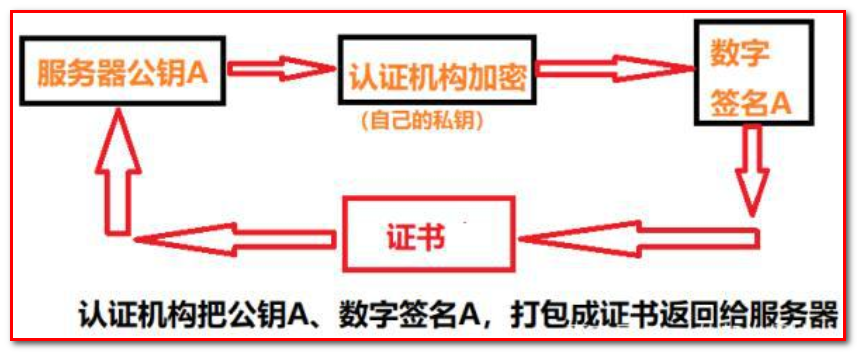 服务器公钥A
认证机构加密
(自己的私钥)
数字
签名A
证书
认证机构把公钥A、数字签名A，打包成证书返回给服务器